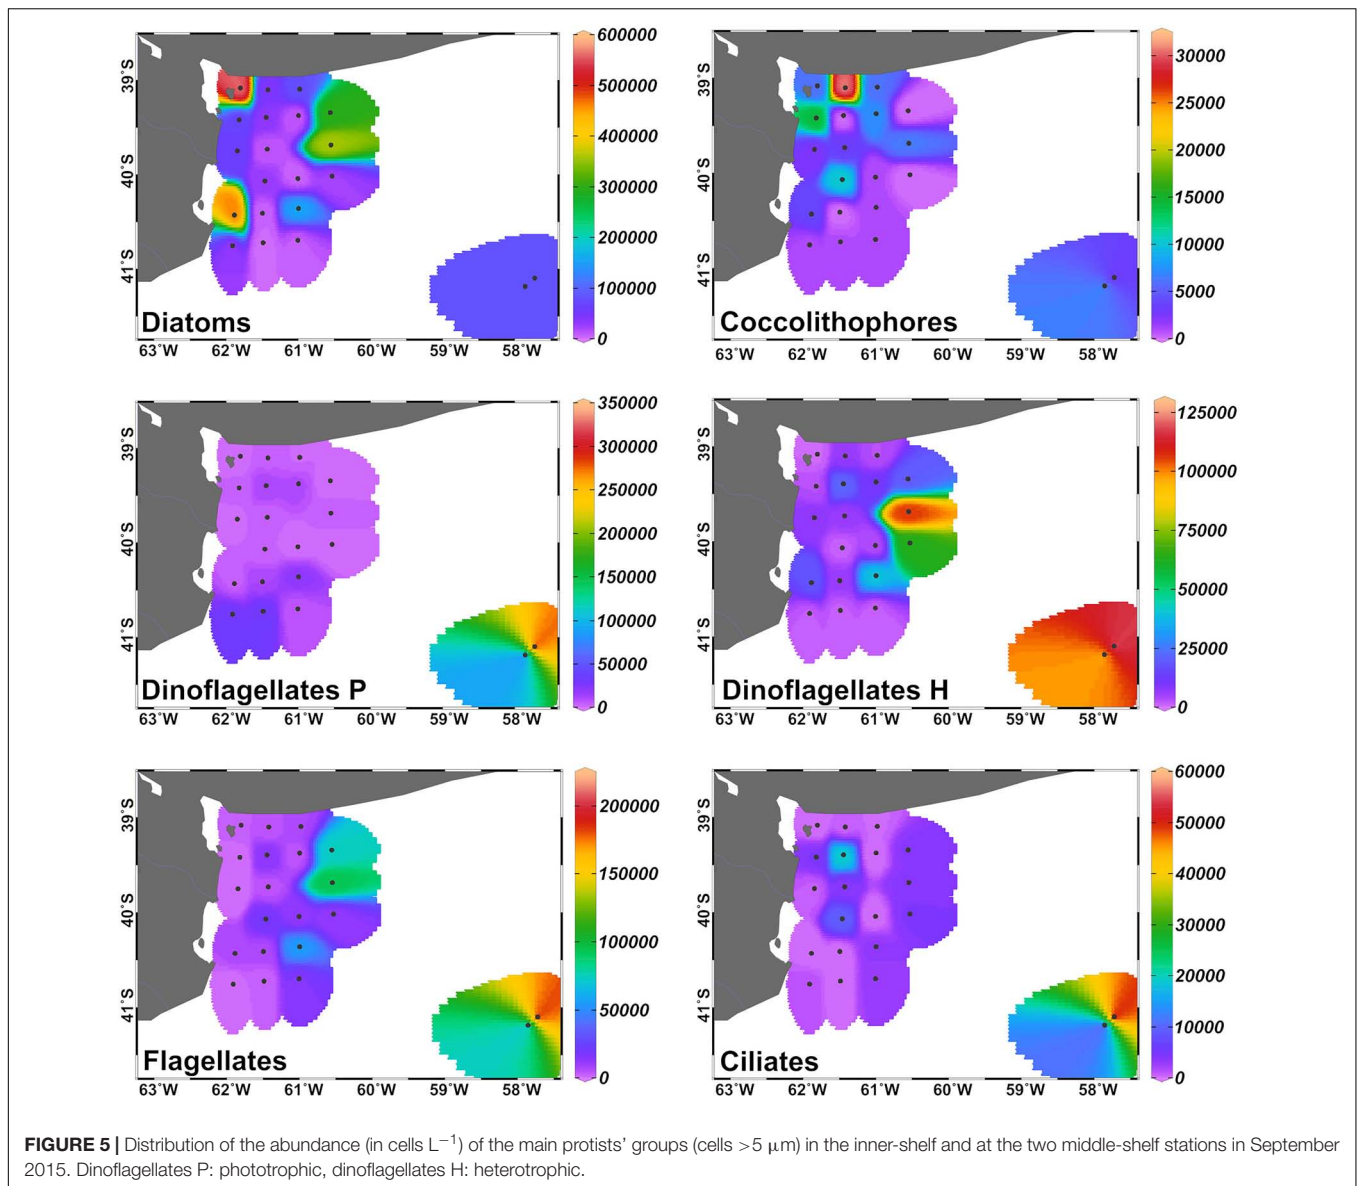 39°S
40°S
41°S
Diatoms
63°W 62°W 61°W 60°W 59°W 58°W
600000
500000
400000
300000
200000
100000
0
39°S
40°S
41°S
Coccolithophores
63°W 62°W 61°W 60°W 59°W 58°W
30000
25000
20000
15000
10000
5000
0
39°S
40°S
41°S
Dinoflagellates P
63°W 62°W 61°W 60°W 59°W 58°W
350000
300000
250000
200000
150000
100000
50000
0
39°S
40°S
41°S
Dinoflagellates H
63°W 62°W 61°W 60°W 59°W 58°W
125000
100000
75000
50000
25000
0
39°S
40°S
41°S
Flagellates
63°W 62°W 61°W 60°W 59°W 58°W
200000
150000
100000
50000
0
39°S
40°S
41°S
Ciliates
63°W 62°W 61°W 60°W 59°W 58°W
60000
50000
40000
30000
20000
10000
0
FIGURE 5 | Distribution of the abundance (in cells L⁻¹) of the main protists' groups (cells >5 μm) in the inner-shelf and at the two middle-shelf stations in September
2015. Dinoflagellates P: phototrophic, dinoflagellates H: heterotrophic.